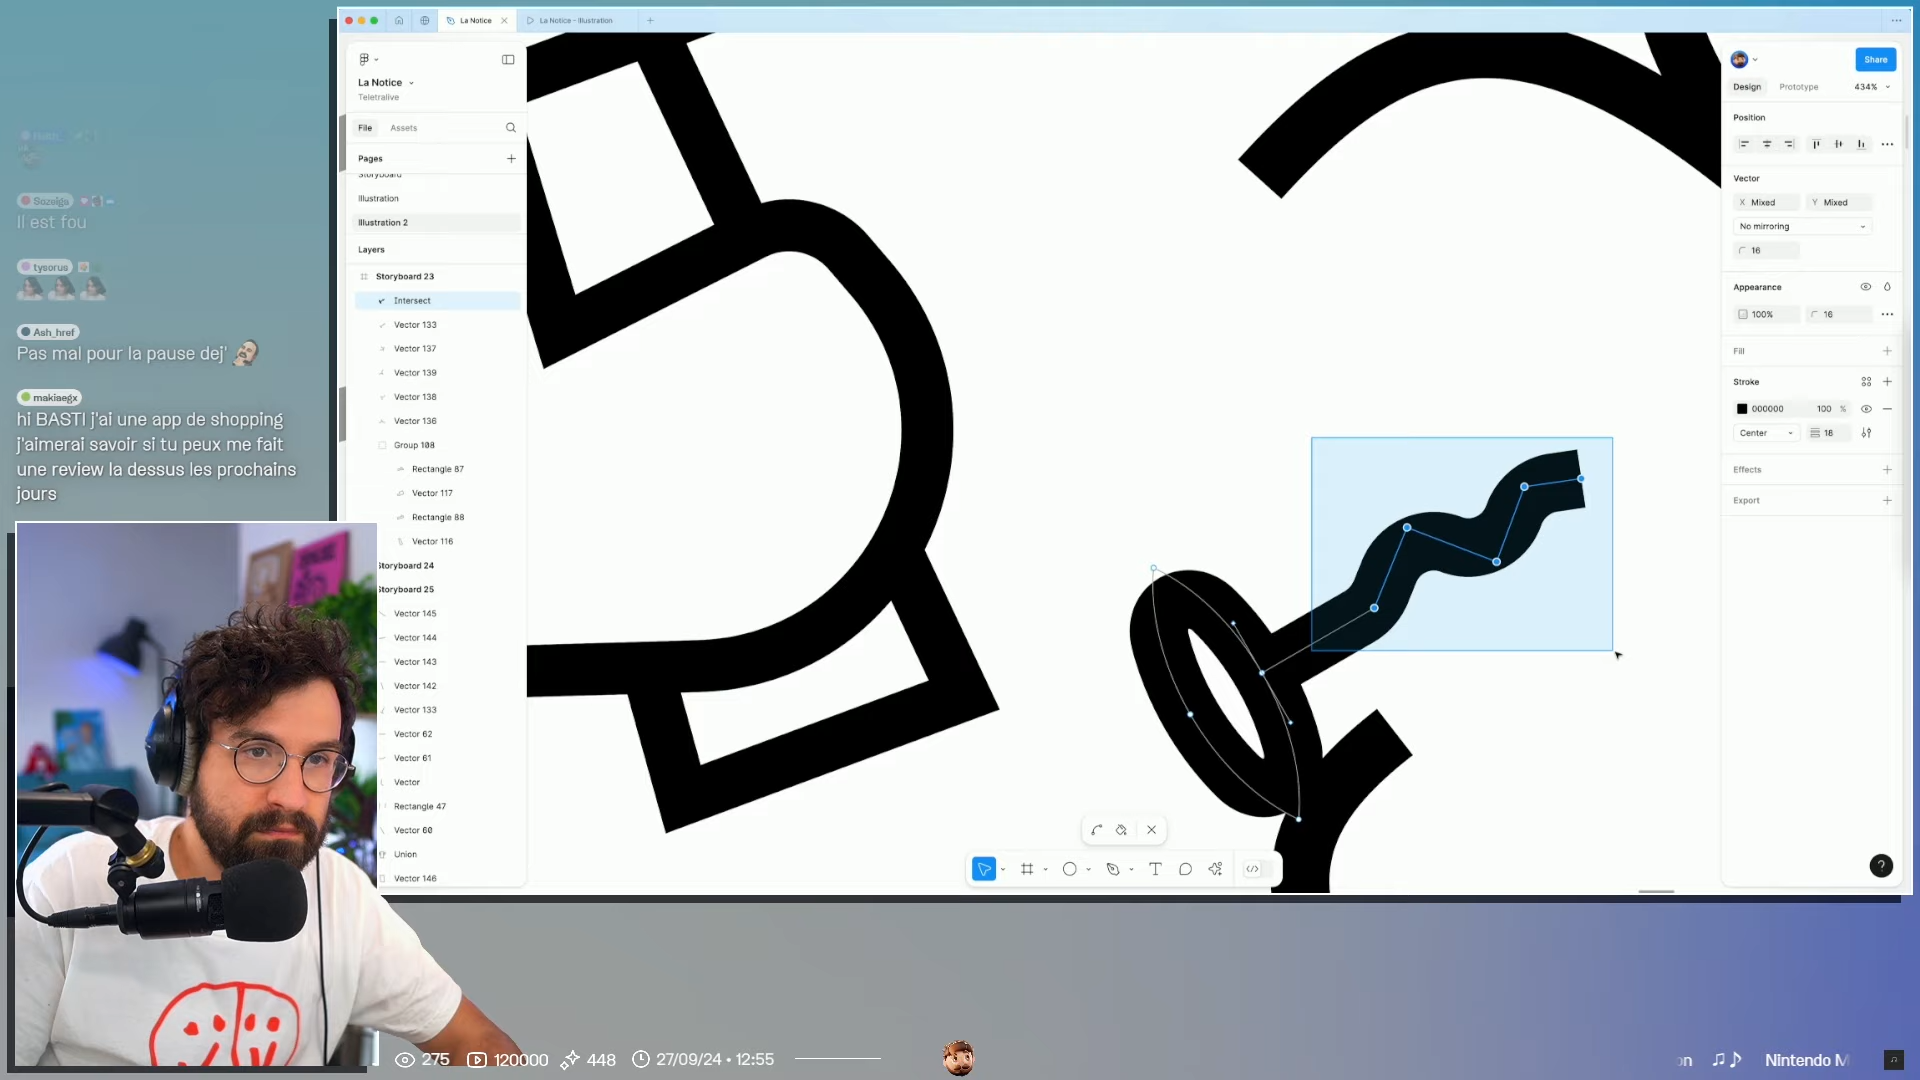 Sozaiga
Il est fou
tysorus
Ash_href
Pas mal pour la pause dej'
makiaegx
hi BASTI j'ai une app de shopping
j'aimerai savoir si tu peux me fait
une review la dessus les prochains
jours
La Notice
La Notice - Illustration
La Notice
Teletralive
File
Assets
Pages
Storyboard
Illustration
Illustration 2
Layers
Storyboard 23
Intersect
Vector 133
Vector 137
Vector 139
Vector 138
Vector 136
Group 108
Rectangle 87
Vector 117
Rectangle 88
Vector 116
Storyboard 24
Storyboard 25
Vector 145
Vector 144
Vector 143
Vector 142
Vector 133
Vector 62
Vector 61
Vector
Rectangle 47
Vector 60
Union
Vector 146
Share
Design
Prototype
434%
Position
Vector
X Mixed
Y Mixed
No mirroring
16
Appearance
100%
16
Fill
Stroke
000000
100 %
Center
18
Effects
Export
?
275
120000
448
27/09/24 • 12:55
on
Nintendo M